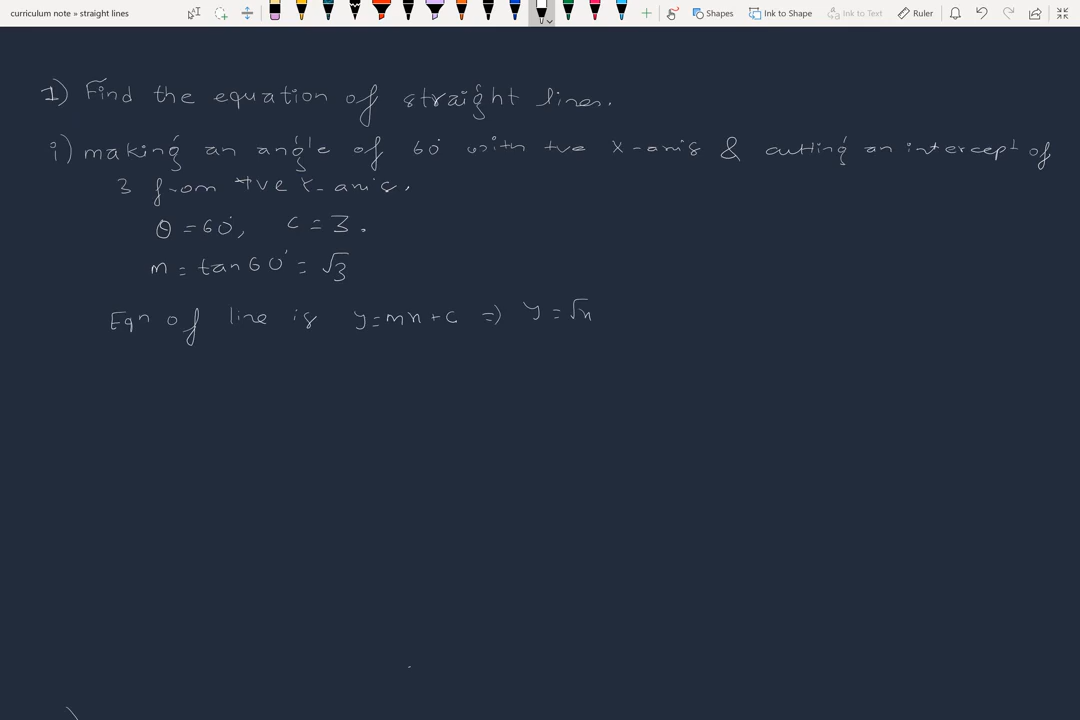 curriculum note » straight lines
Shapes Ink to Shape Ink to Text Ruler
1) Find the equation of straight lines.
i) making an angle of 60° with +ve X-axis & cutting an intercept of
3 from +ve Y-axis.
θ = 60°, c = 3.
m = tan 60° = √3
Eqn of line is y = mx + c ⇒ y = √x